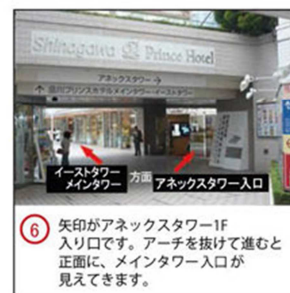 Shinagawa Prince Hotel
アネックスタワー →
↑ 品川プリンスホテルメインタワー・イーストタワー
イーストタワー
メインタワー 方面
アネックスタワー入口
⑥ 矢印がアネックスタワー1F
入り口です。アーチを抜けて進むと
正面に、メインタワー入口が
見えてきます。